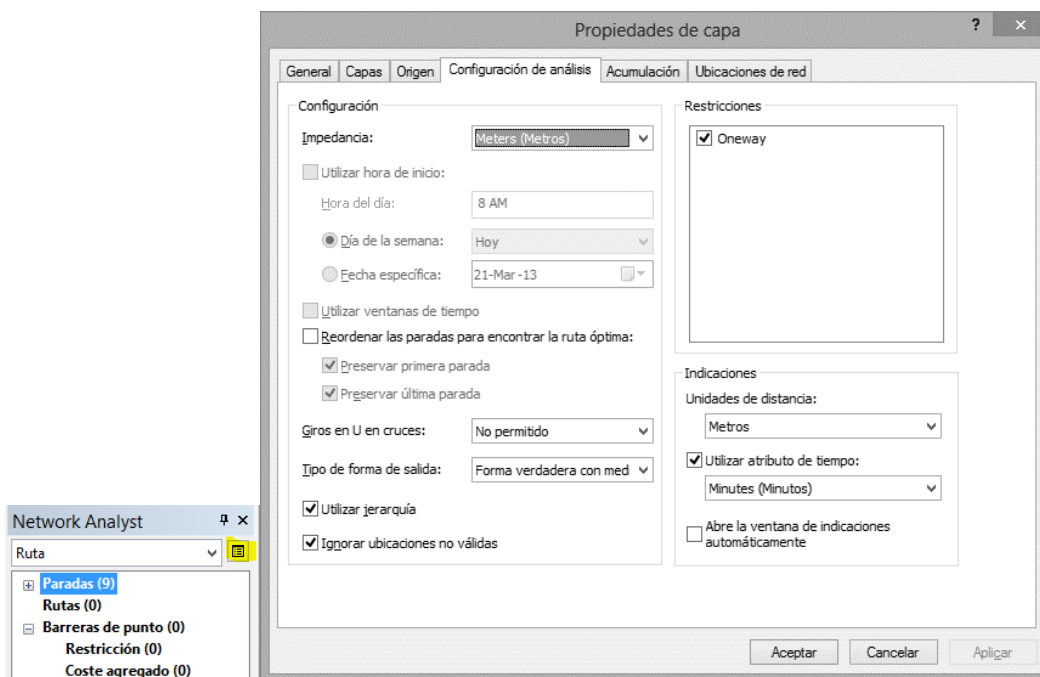 Propiedades de capa
? ×
General Capas Origen Configuración de análisis Acumulación Ubicaciones de red
Configuración
Impedancia: Meters (Metros)
Utilizar hora de inicio:
Hora del día: 8 AM
Día de la semana: Hoy
Fecha específica: 21-Mar-13
Utilizar ventanas de tiempo
Reordenar las paradas para encontrar la ruta óptima:
Preservar primera parada
Preservar última parada
Giros en U en cruces: No permitido
Tipo de forma de salida: Forma verdadera con med
Utilizar jerarquía
Ignorar ubicaciones no válidas
Restricciones
Oneway
Indicaciones
Unidades de distancia:
Metros
Utilizar atributo de tiempo:
Minutes (Minutos)
Abre la ventana de indicaciones
automáticamente
Aceptar Cancelar Aplicar
Network Analyst
Ruta
Paradas (9)
Rutas (0)
Barreras de punto (0)
Restricción (0)
Coste agregado (0)